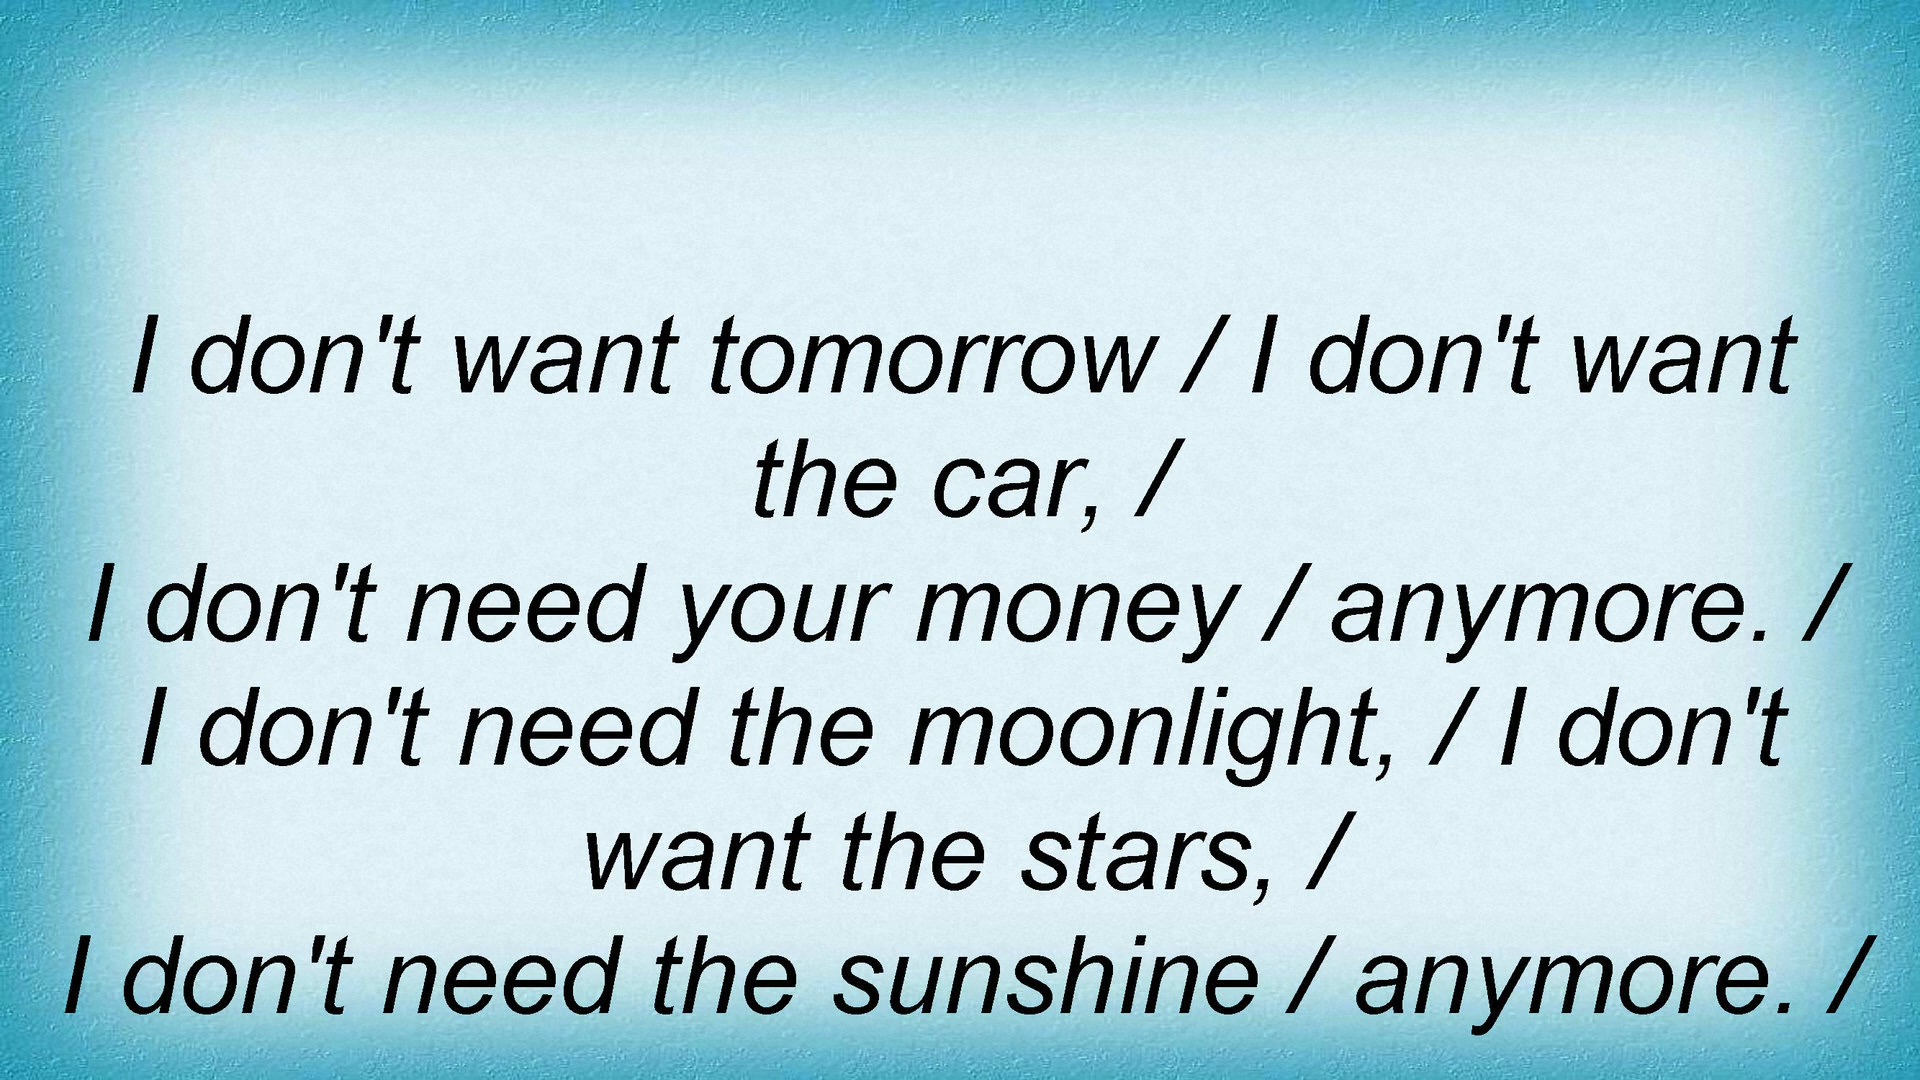 I don't want tomorrow / I don't want
the car, /
I don't need your money / anymore. /
I don't need the moonlight, / I don't
want the stars, /
I don't need the sunshine / anymore. /